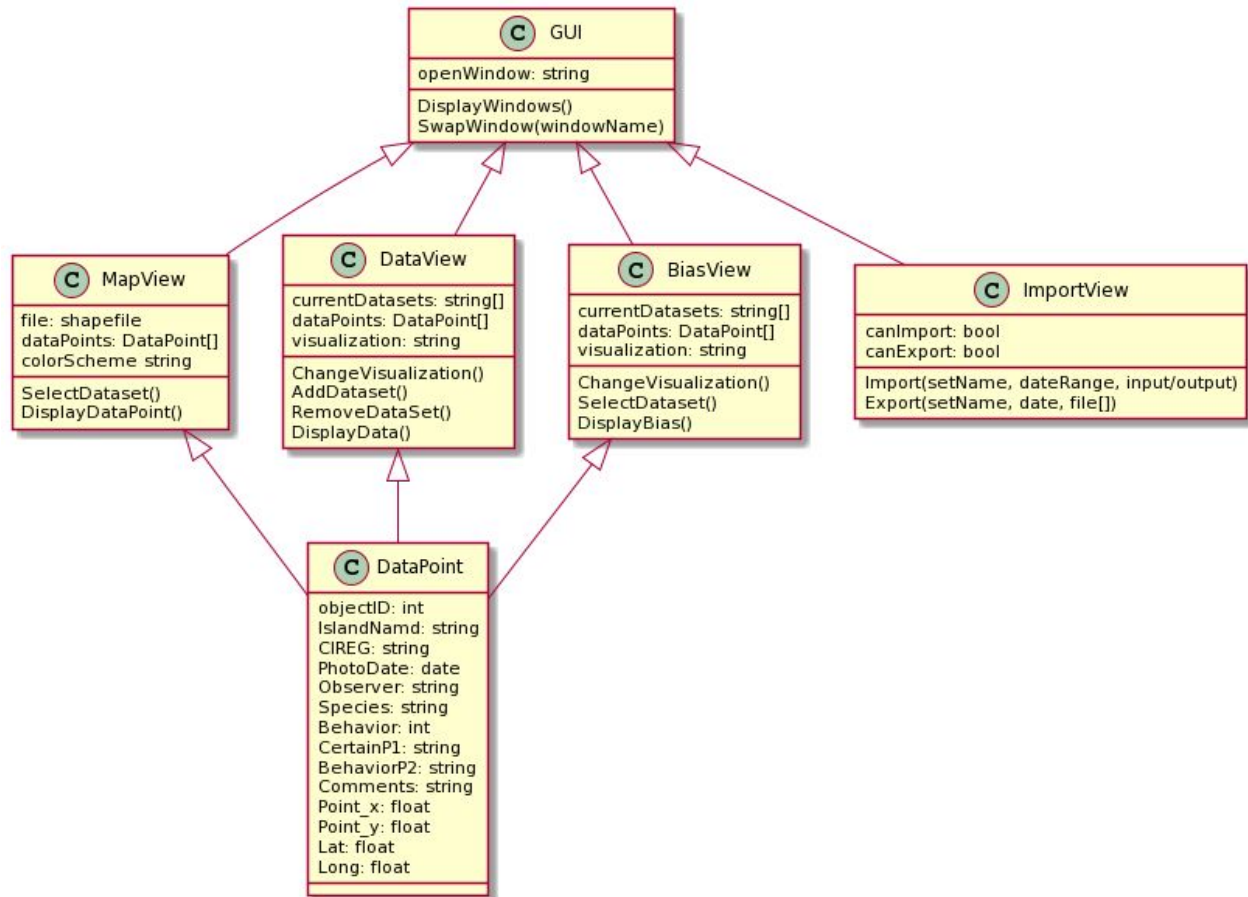 C GUI
openWindow: string
DisplayWindows()
SwapWindow(windowName)
C MapView
file: shapefile
dataPoints: DataPoint[]
colorScheme string
SelectDataset()
DisplayDataPoint()
C DataView
currentDatasets: string[]
dataPoints: DataPoint[]
visualization: string
ChangeVisualization()
AddDataset()
RemoveDataSet()
DisplayData()
C BiasView
currentDatasets: string[]
dataPoints: DataPoint[]
visualization: string
ChangeVisualization()
SelectDataset()
DisplayBias()
C ImportView
canImport: bool
canExport: bool
Import(setName, dateRange, input/output)
Export(setName, date, file[])
C DataPoint
objectID: int
IslandNamd: string
CIREG: string
PhotoDate: date
Observer: string
Species: string
Behavior: int
CertainP1: string
BehaviorP2: string
Comments: string
Point_x: float
Point_y: float
Lat: float
Long: float